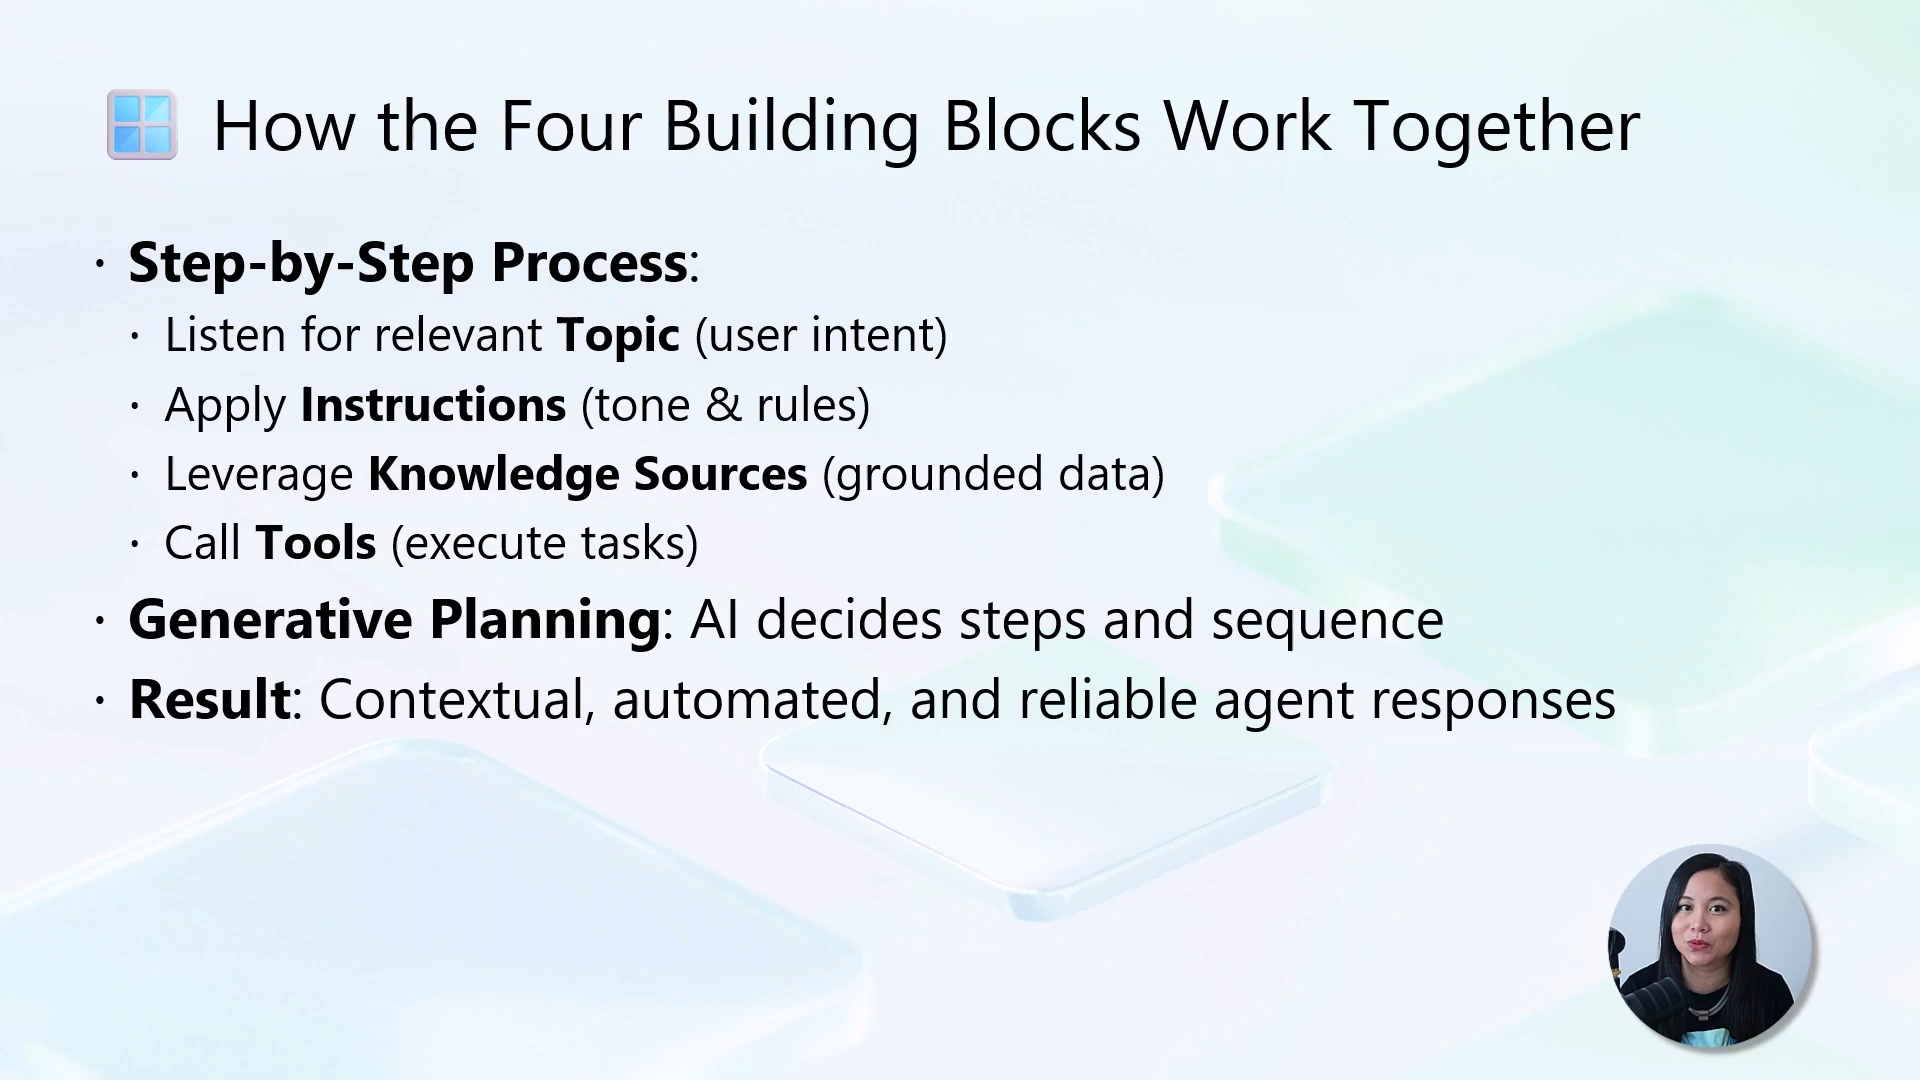 How the Four Building Blocks Work Together
· Step-by-Step Process:
· Listen for relevant Topic (user intent)
· Apply Instructions (tone & rules)
· Leverage Knowledge Sources (grounded data)
· Call Tools (execute tasks)
· Generative Planning: AI decides steps and sequence
· Result: Contextual, automated, and reliable agent responses